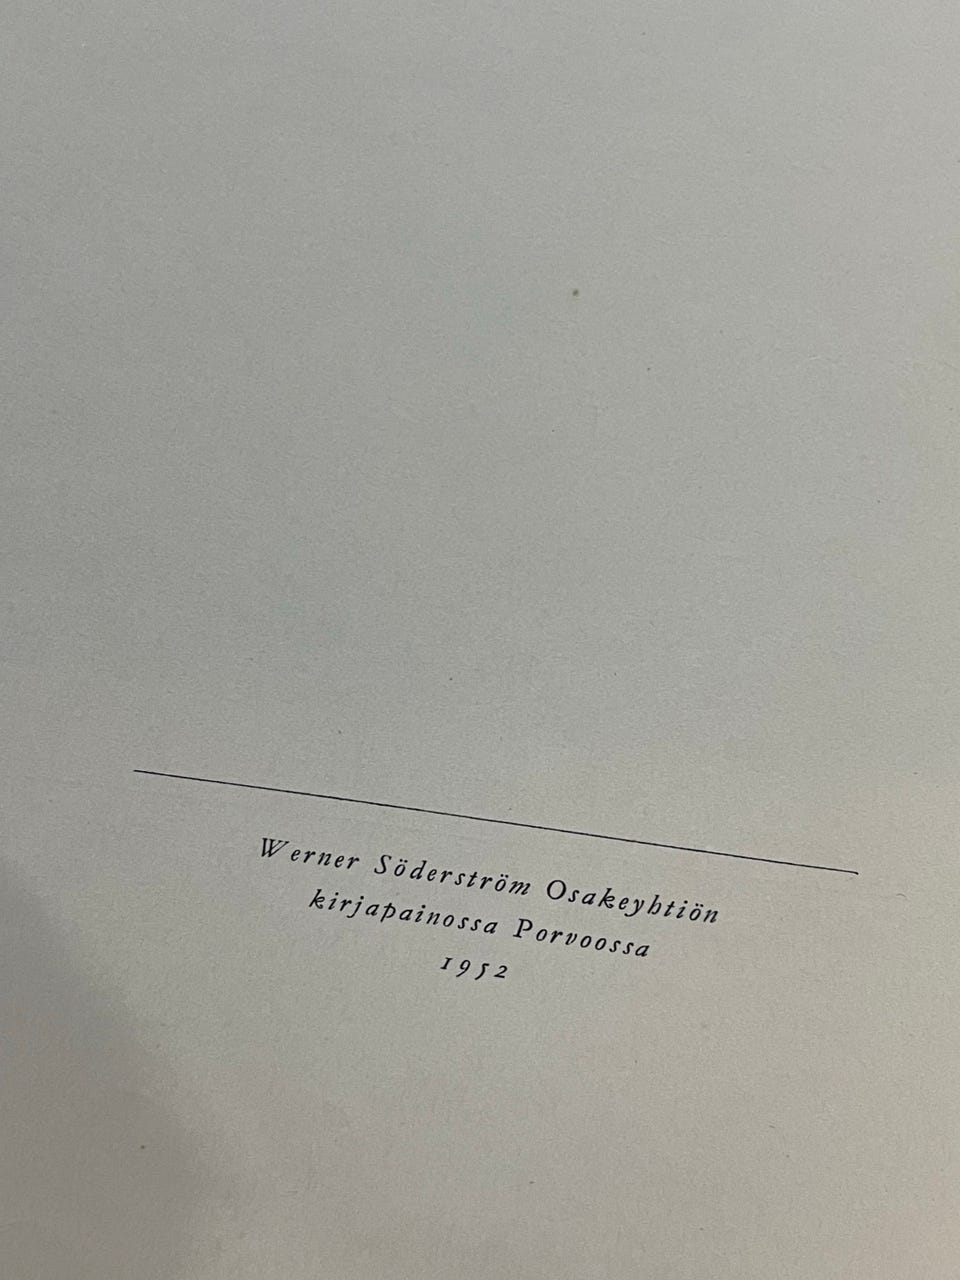 Werner Söderström Osakeyhtiön
kirjapainossa Porvoossa
1952